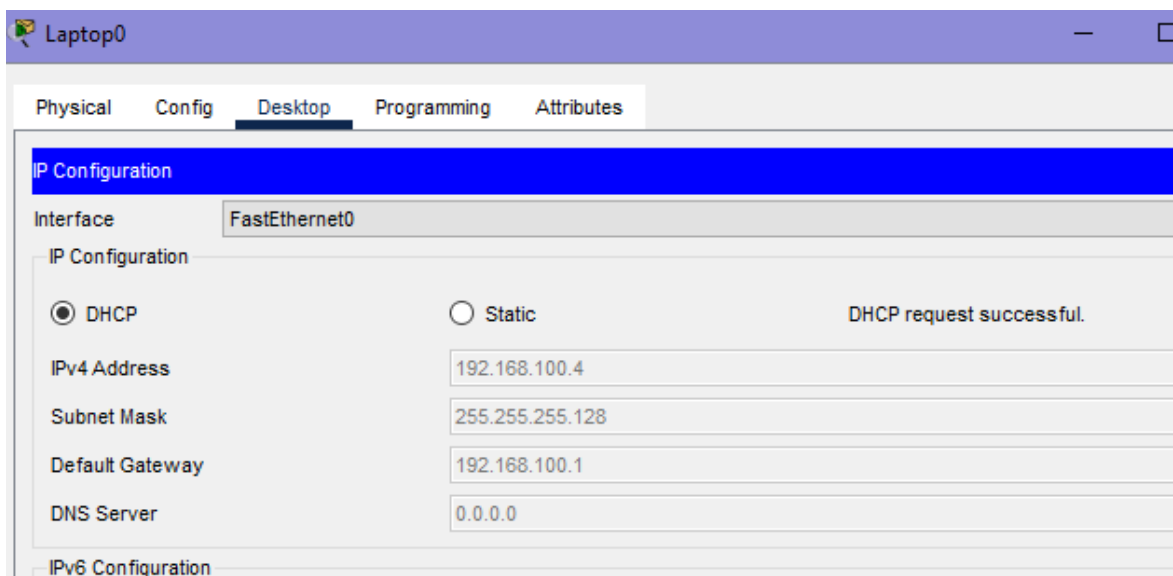 Laptop0
Physical Config Desktop Programming Attributes
IP Configuration
Interface FastEthernet0
IP Configuration
DHCP Static DHCP request successful.
IPv4 Address 192.168.100.4
Subnet Mask 255.255.255.128
Default Gateway 192.168.100.1
DNS Server 0.0.0.0
IPv6 Configuration